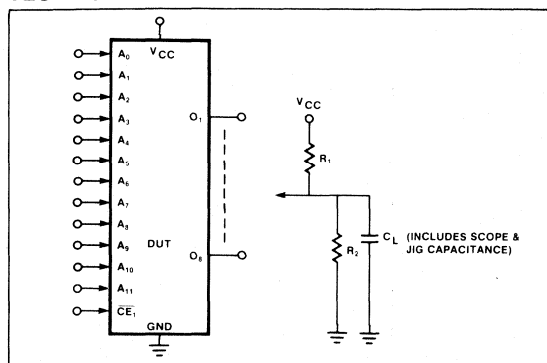 V CC
A0
A1
A2
A3
A4
A5
A6
A7
A8
A9
A10
A11
CE1
O1
DUT
O8
GND
VCC
R1
R2
CL (INCLUDES SCOPE &
JIG CAPACITANCE)